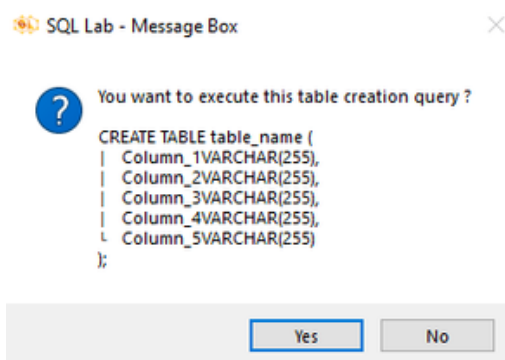 SQL Lab - Message Box
You want to execute this table creation query ?
CREATE TABLE table_name (
| Column_1VARCHAR(255),
| Column_2VARCHAR(255),
| Column_3VARCHAR(255),
| Column_4VARCHAR(255),
└ Column_5VARCHAR(255)
);
Yes No